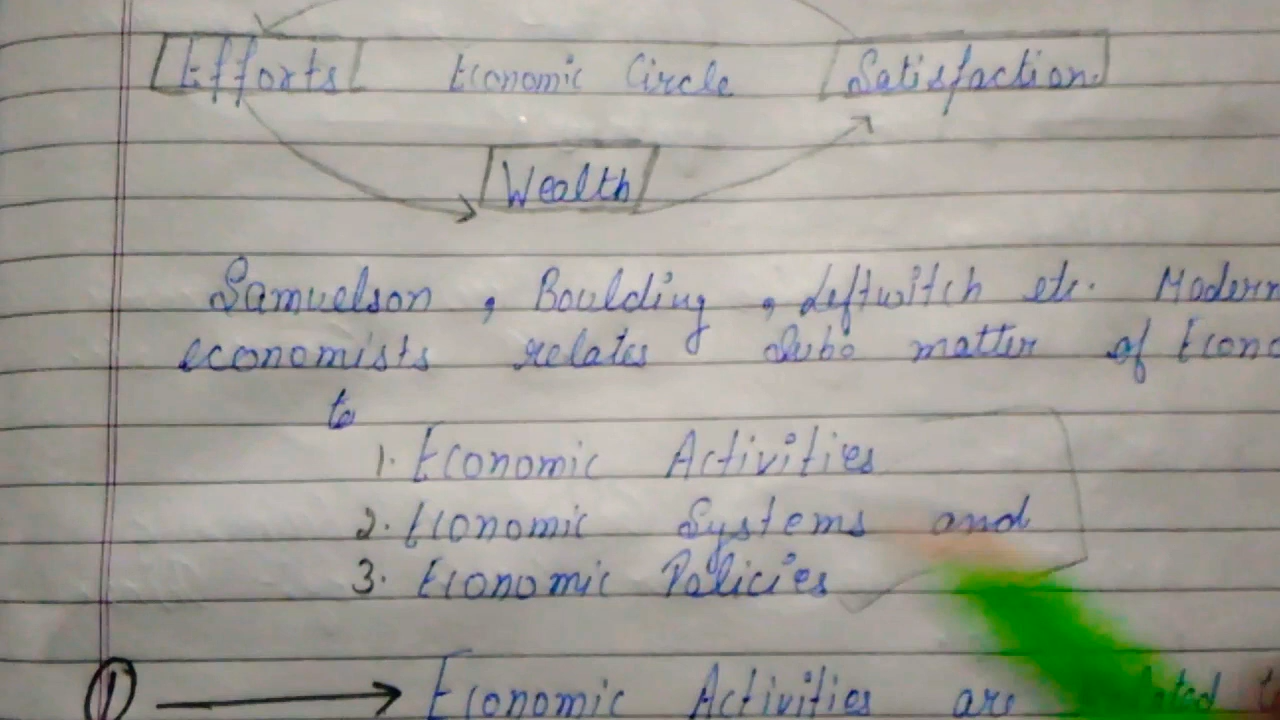 Efforts Economic Circle Satisfaction
Wealth
Samuelson, Boulding, Leftwitch etc. Modern
economists relates matter of Econo
to
1. Economic Activities
2. Economic Systems and
3. Economic Policies
1 → Economic Activities are